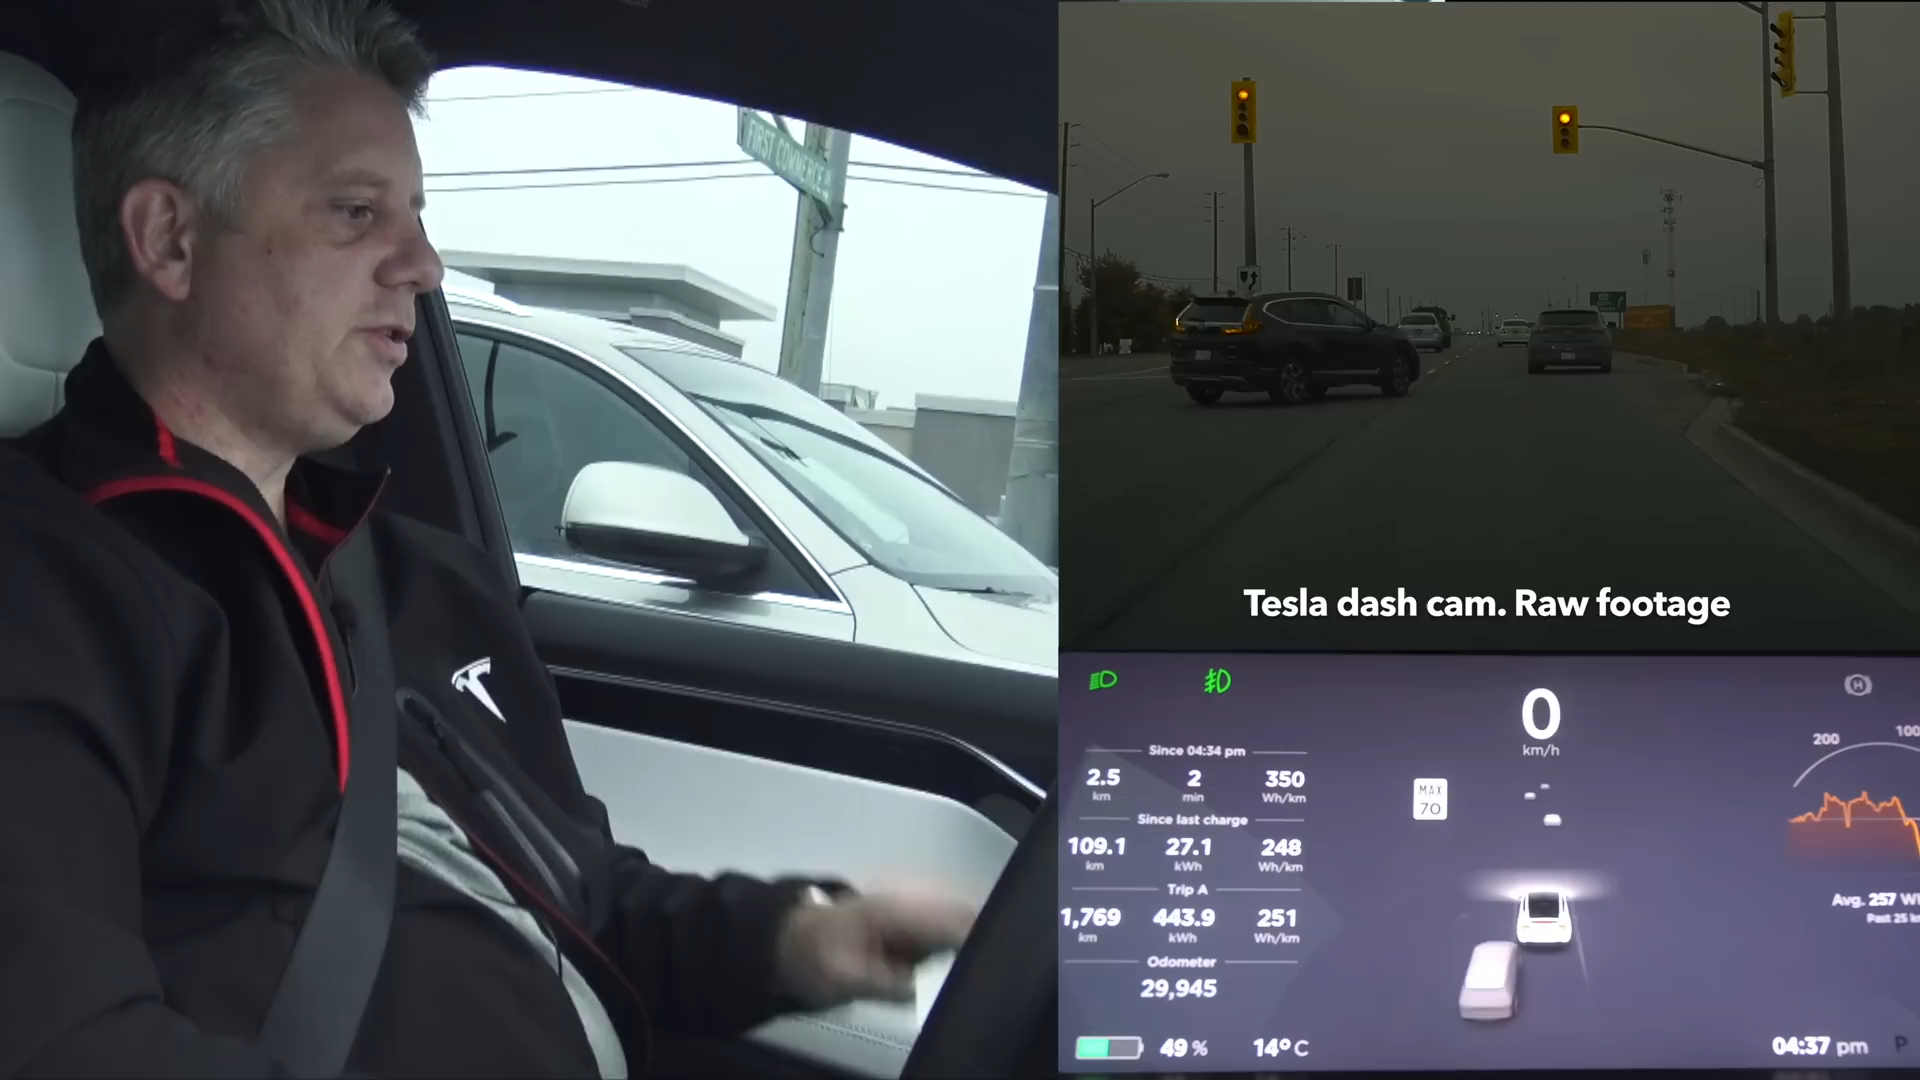 FIRST COMMERCE
Tesla dash cam. Raw footage
0
km/h
Since 04:34 pm
2.5 2 350
km min Wh/km
Since last charge
109.1 27.1 248
km kWh Wh/km
Trip A
1,769 443.9 251
km kWh Wh/km
Odometer
29,945
49 % 14°C
MAX
70
H
200 100
Avg. 257
Past 25
04:37 pm P